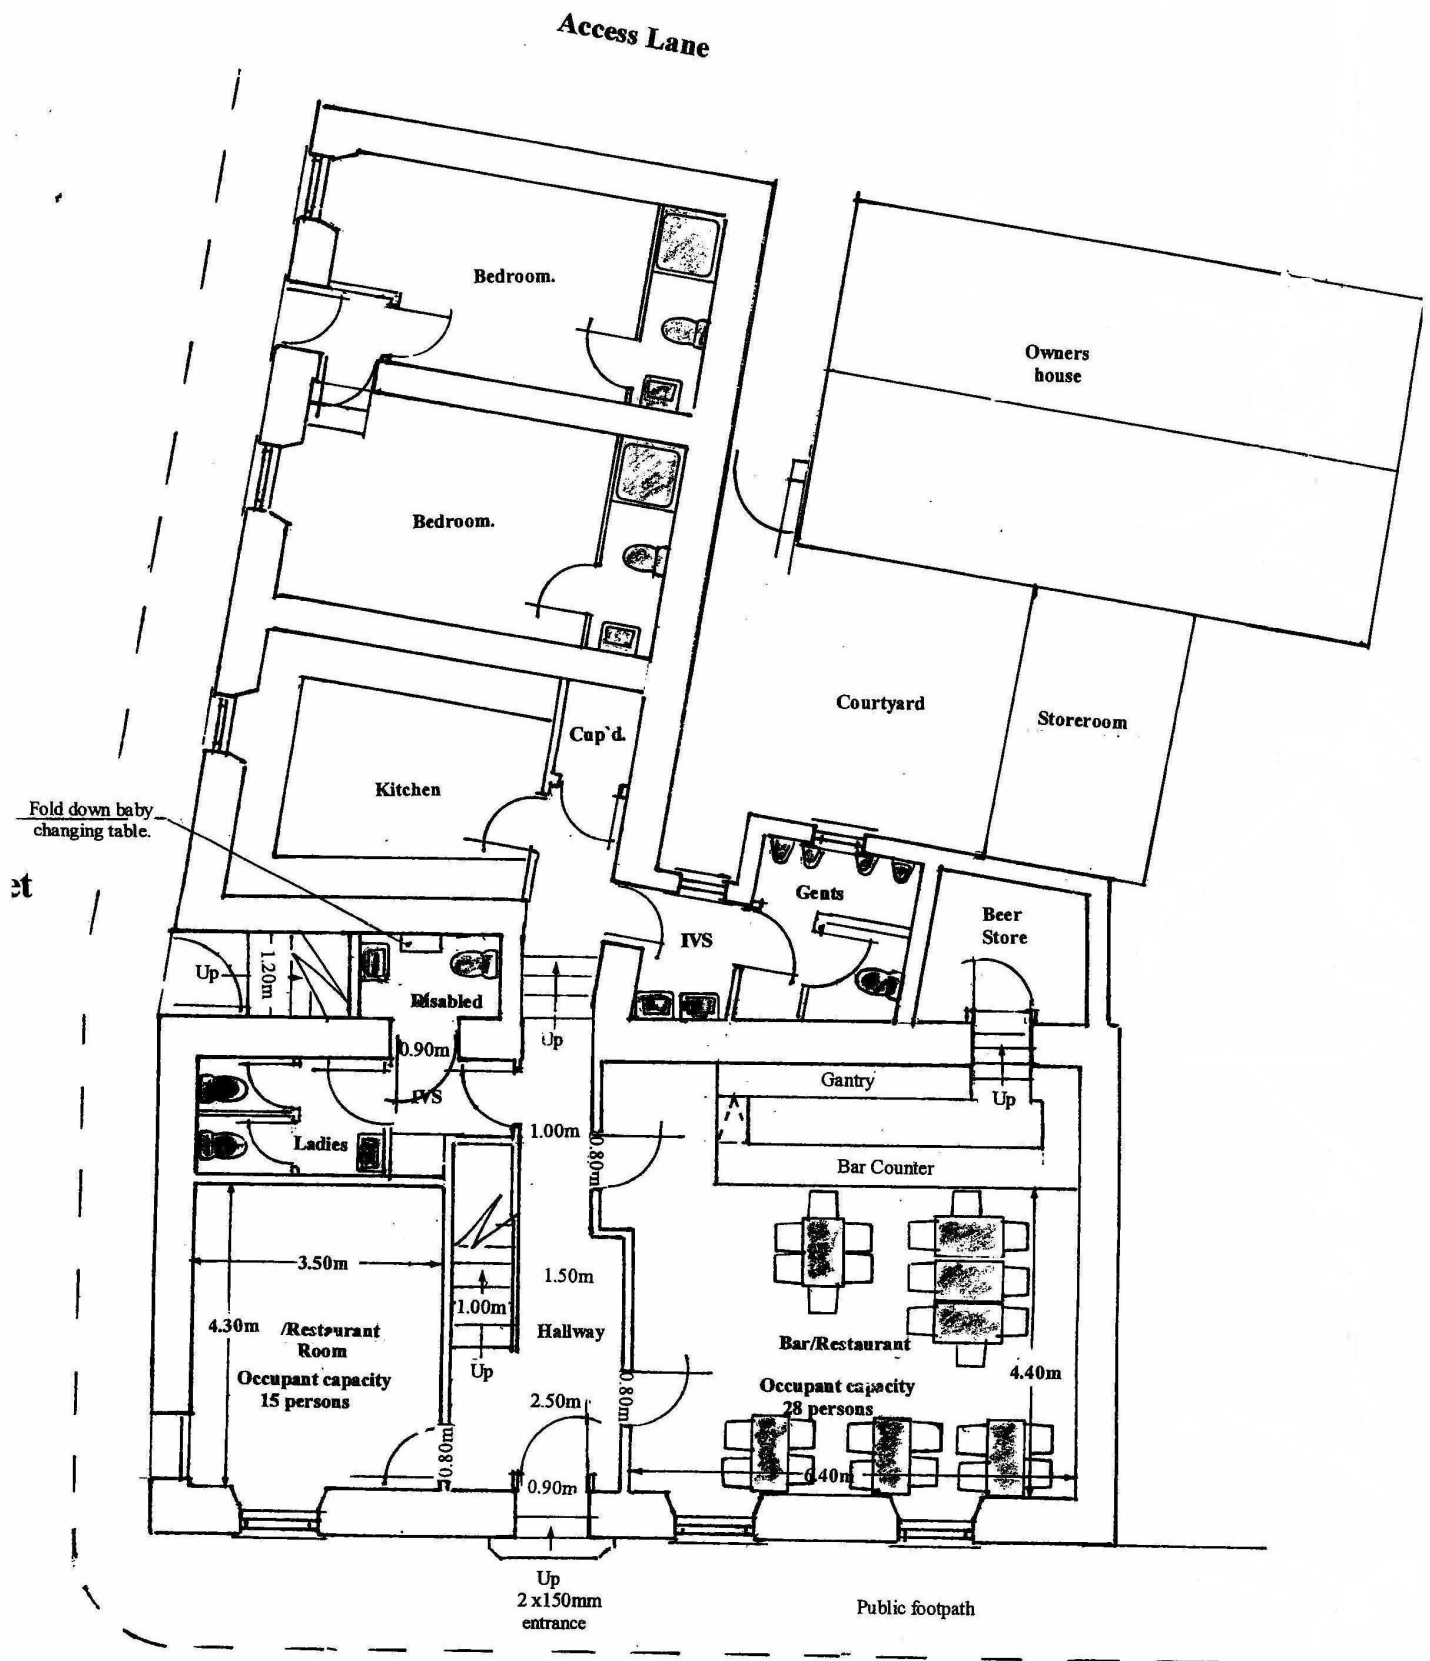 Access Lane
Bedroom.
Owners
house
Bedroom.
Courtyard
Storeroom
Cup`d.
Kitchen
Fold down baby
changing table.
et
Gents
Beer
Store
IVS
Up
1.20m
Disabled
Up
0.90m
IVS
Gantry
Up
Ladies
1.00m
0.80m
Bar Counter
3.50m
1.50m
1.00m
4.30m
/Restaurant
Room
Hallway
Bar/Restaurant
Up
4.40m
Occupant capacity
15 persons
Occupant capacity
28 persons
2.50m
0.80m
0.80m
0.90m
6.40m
Up
2 x150mm
entrance
Public footpath